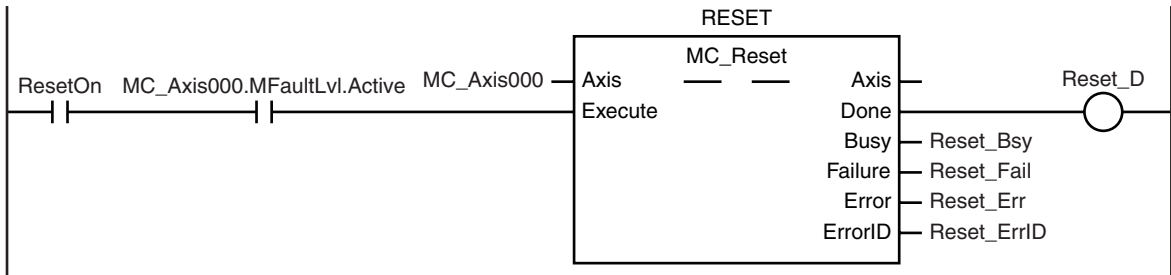 RESET
MC_Reset
ResetOn MC_Axis000.MFaultLvl.Active MC_Axis000 Axis Axis Reset_D
Execute Done
Busy Reset_Bsy
Failure Reset_Fail
Error Reset_Err
ErrorID Reset_ErrID